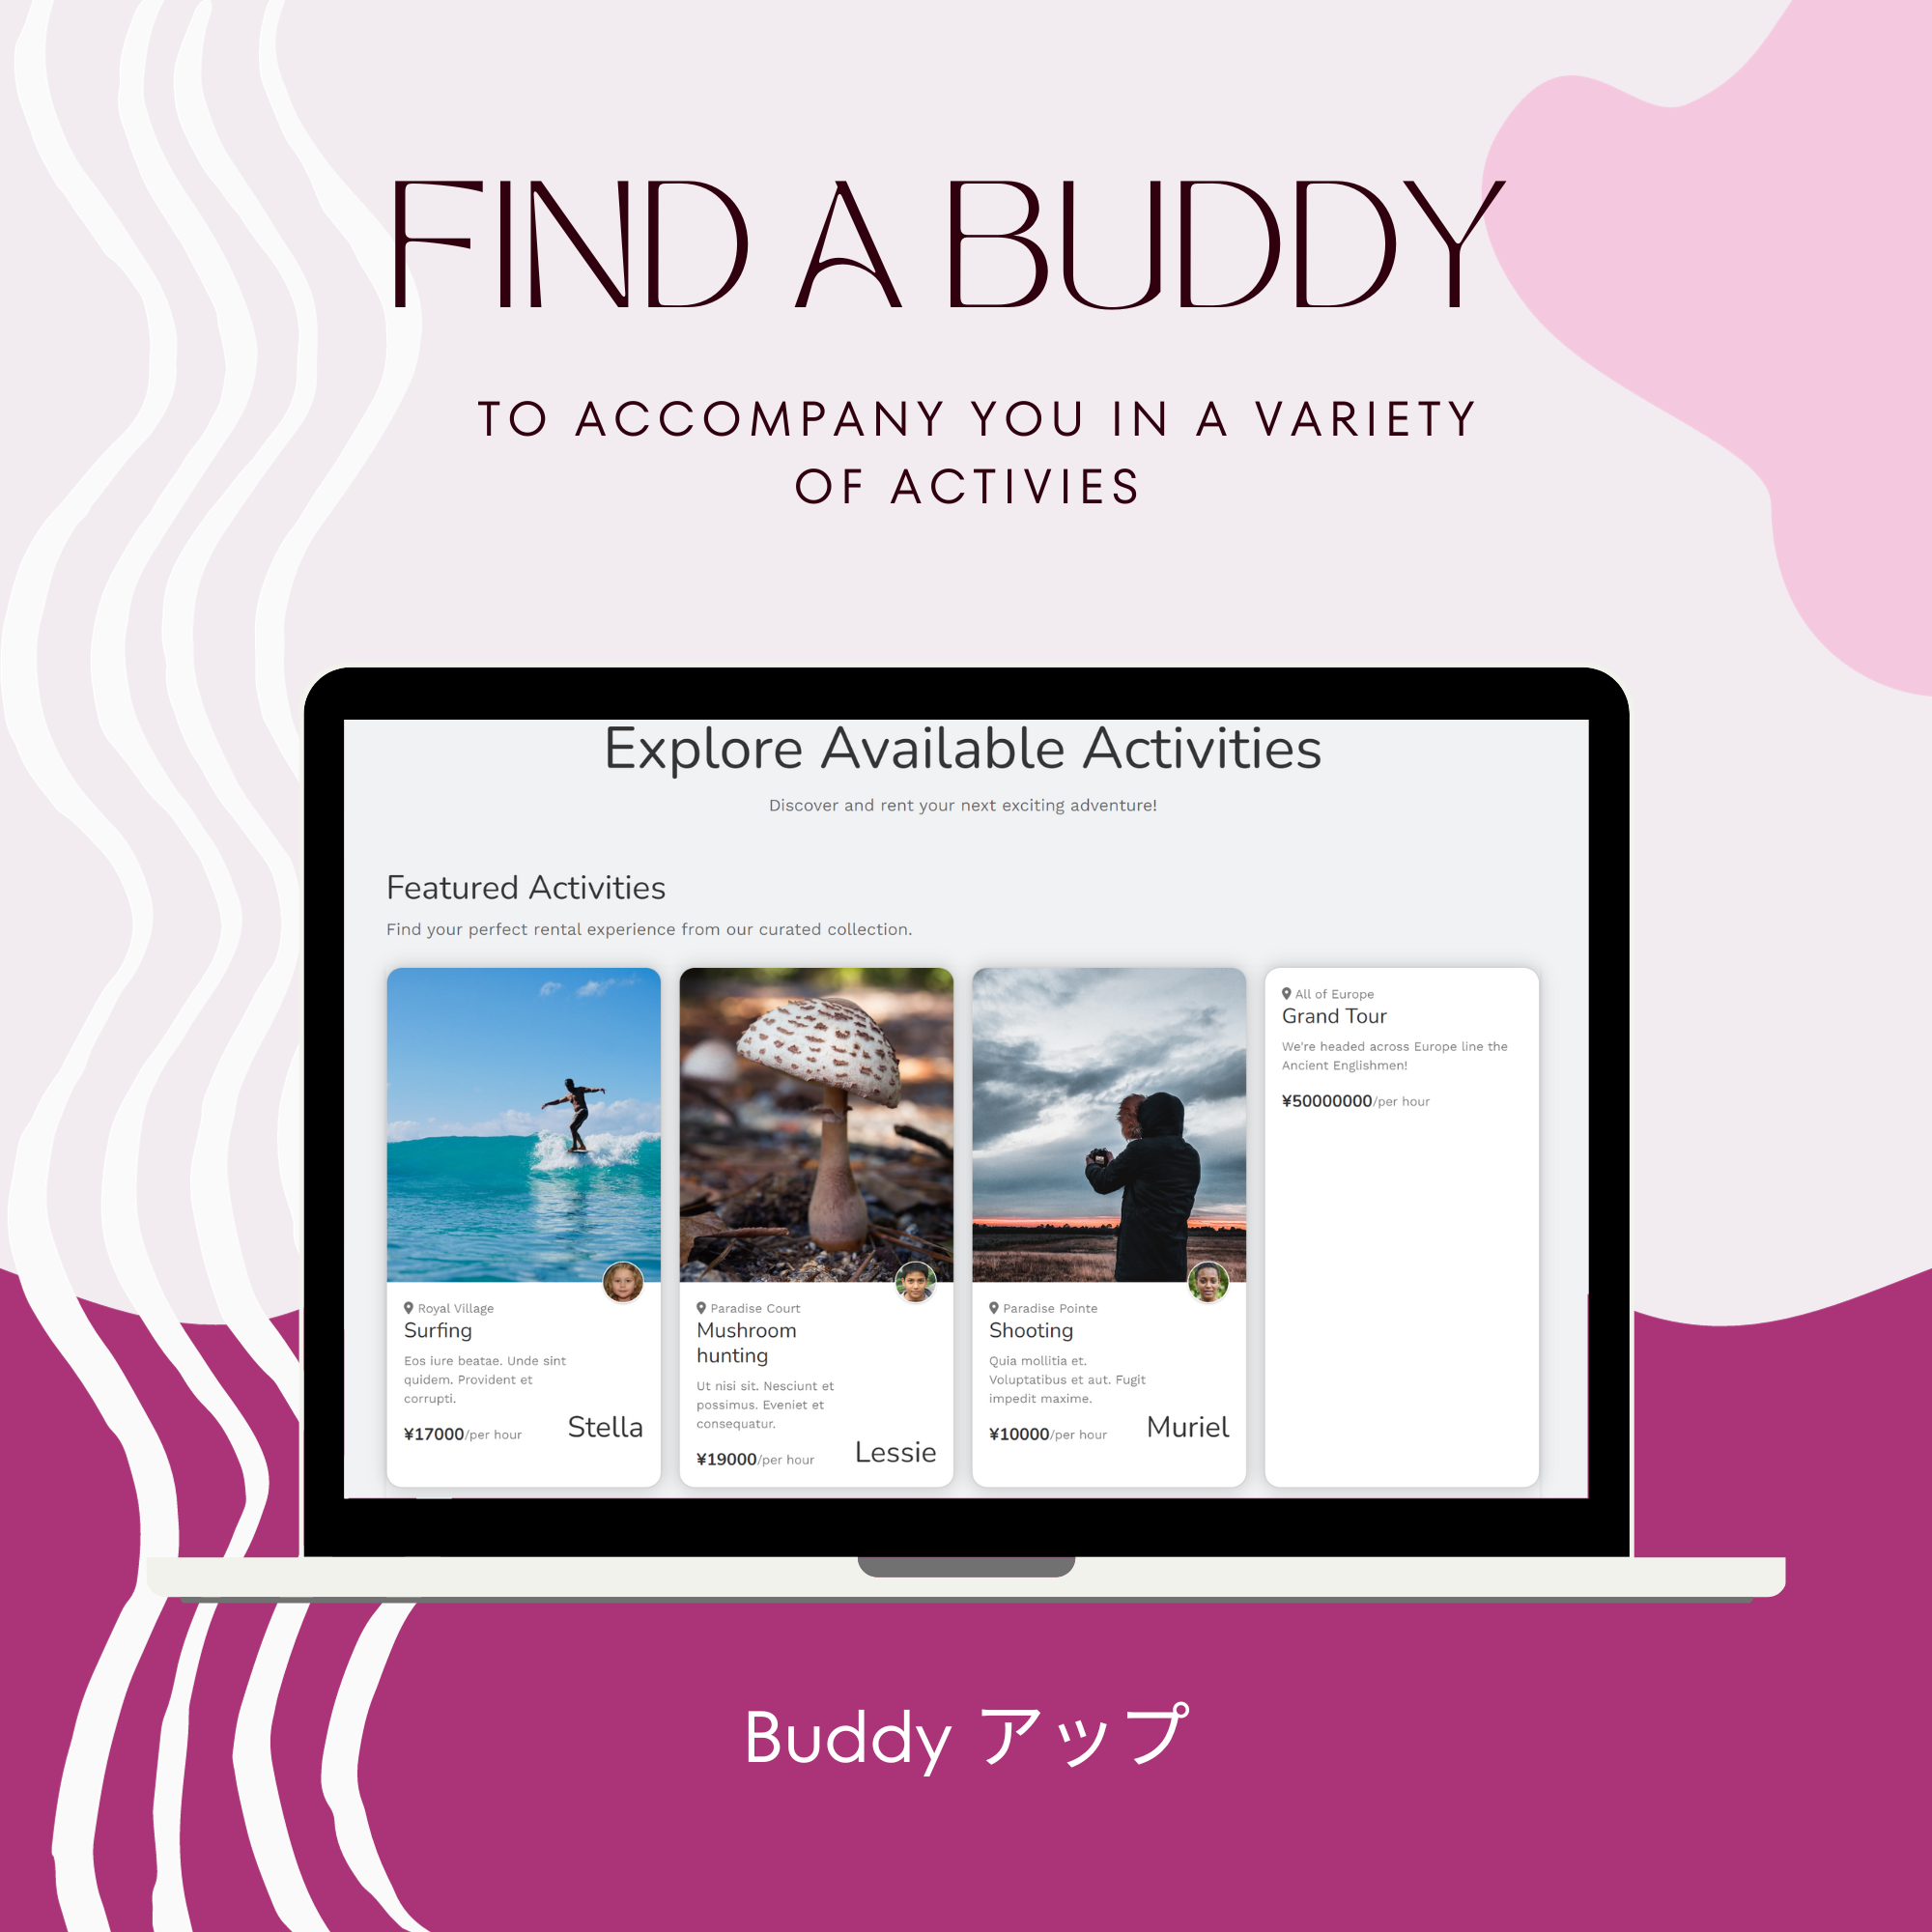 FIND A BUDDY
TO ACCOMPANY YOU IN A VARIETY
OF ACTIVIES
Explore Available Activities
Discover and rent your next exciting adventure!
Featured Activities
Find your perfect rental experience from our curated collection.
Royal Village
Surfing
Eos iure beatae. Unde sint
quidem. Provident et
corrupti.
¥17000/per hour
Stella
Paradise Court
Mushroom
hunting
Ut nisi sit. Nesciunt et
possimus. Eveniet et
consequatur.
¥19000/per hour
Lessie
Paradise Pointe
Shooting
Quia mollitia et.
Voluptatibus et aut. Fugit
impedit maxime.
¥10000/per hour
Muriel
All of Europe
Grand Tour
We're headed across Europe line the
Ancient Englishmen!
¥50000000/per hour
Buddy アップ